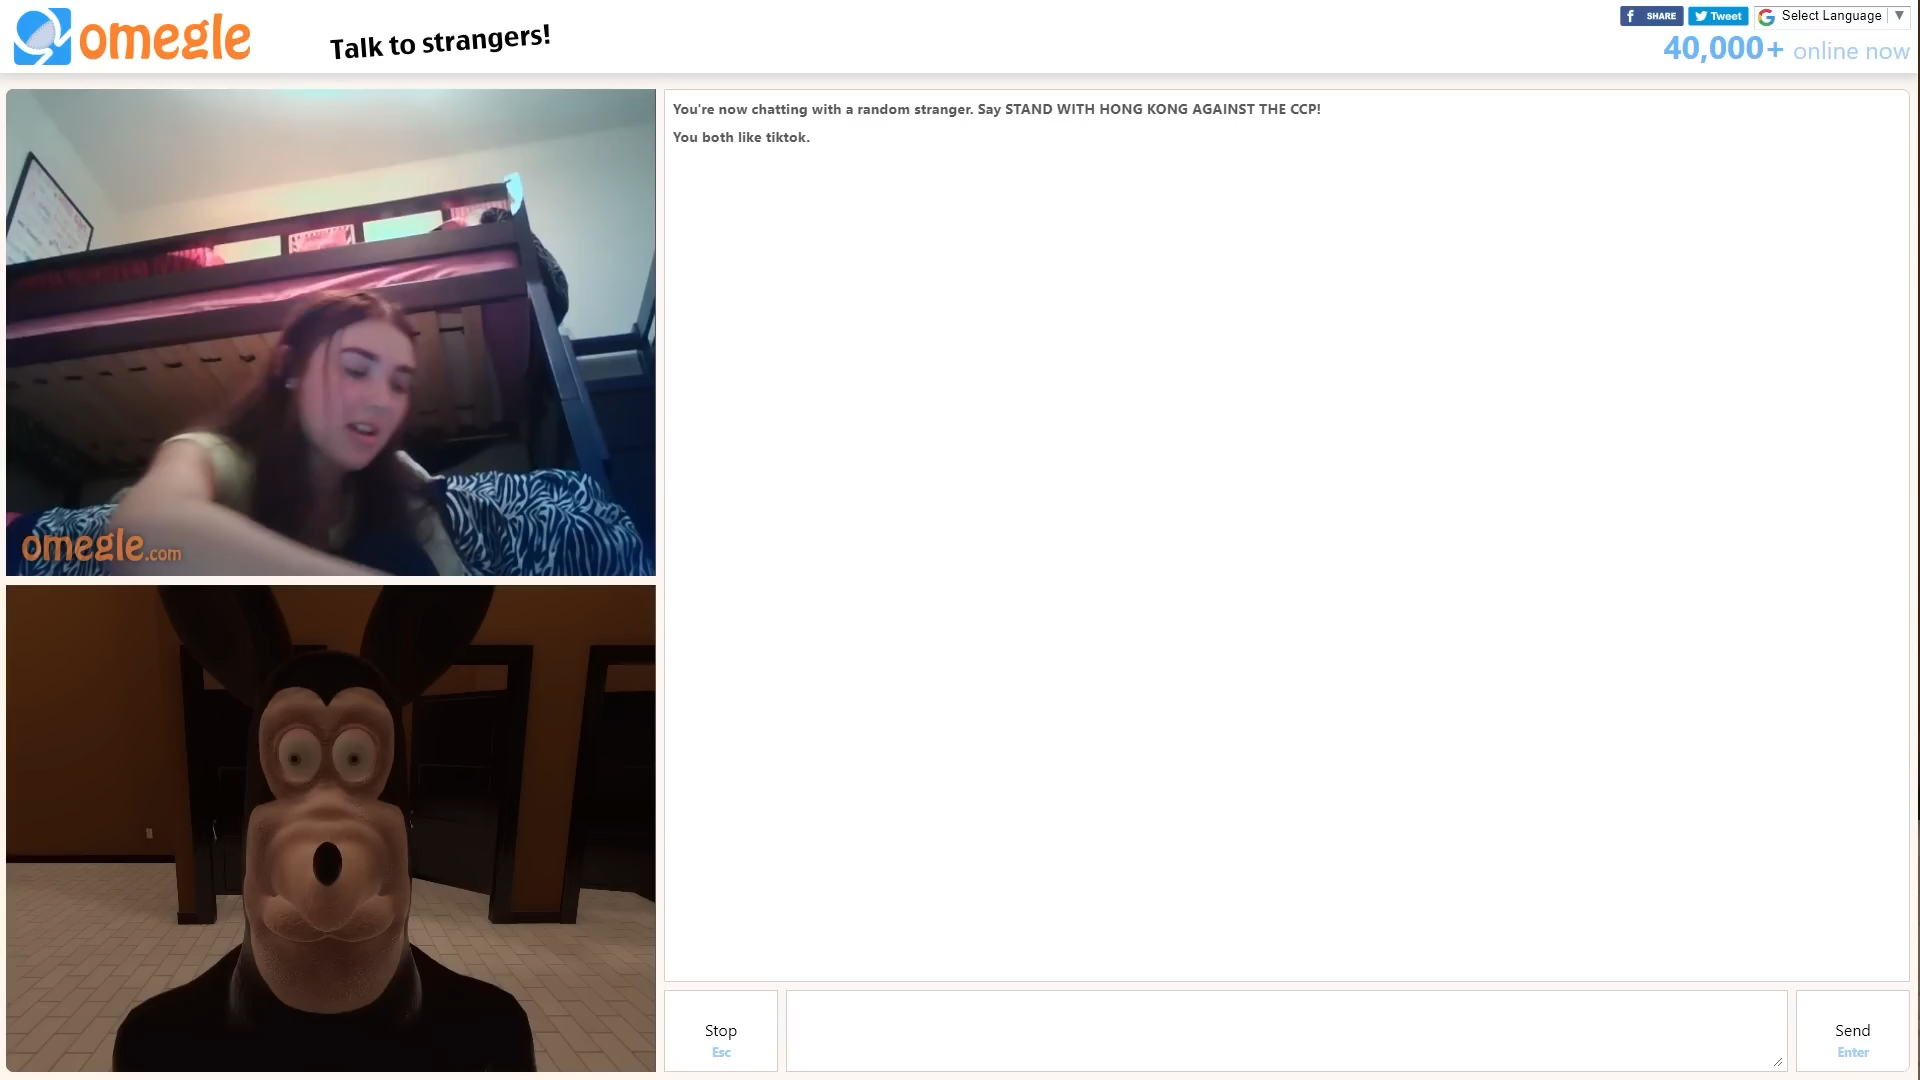 omegle
Talk to strangers!
SHARE
Tweet
Select Language
40,000+ online now
You're now chatting with a random stranger. Say STAND WITH HONG KONG AGAINST THE CCP!
You both like tiktok.
omegle.com
Stop
Esc
Send
Enter